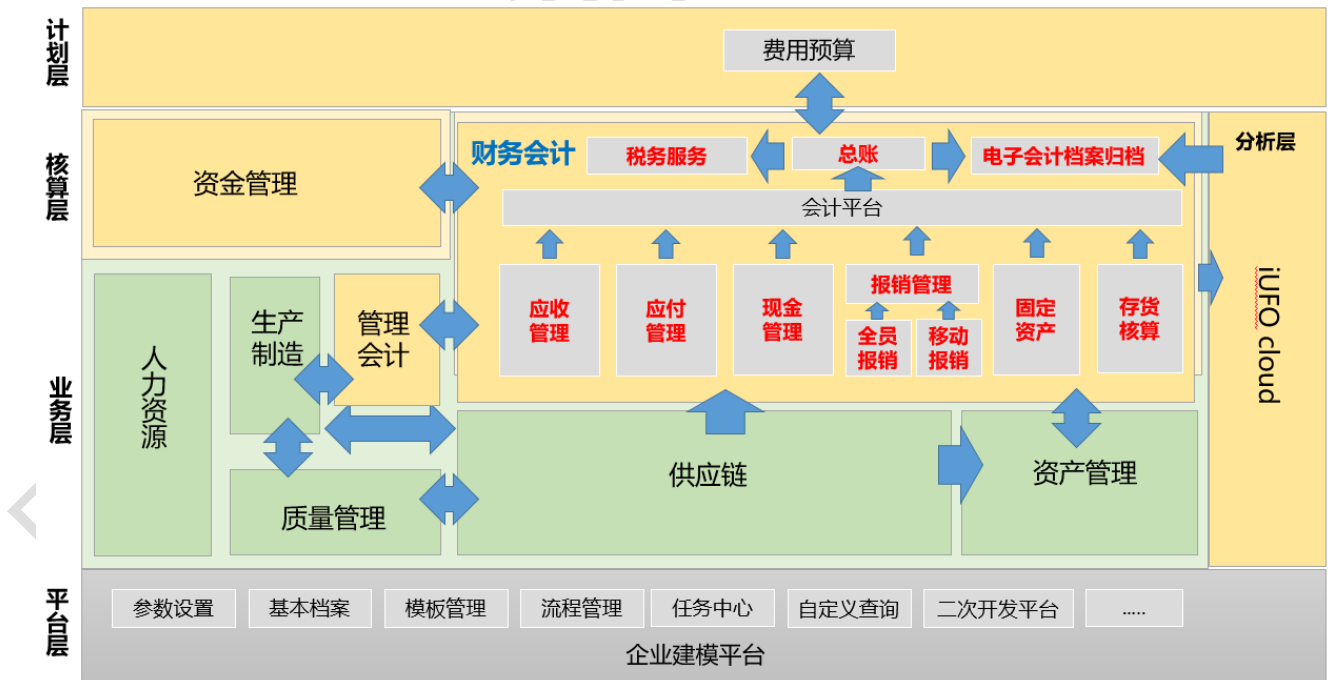 计划层
费用预算
核算层
资金管理
财务会计
税务服务
总账
电子会计档案归档
分析层
会计平台
应收
管理
应付
管理
现金
管理
报销管理
全员
报销
移动
报销
固定
资产
存货
核算
iUFO cloud
业务层
人力资源
生产
制造
管理
会计
质量管理
供应链
资产管理
平台层
参数设置
基本档案
模板管理
流程管理
任务中心
自定义查询
二次开发平台
.....
企业建模平台